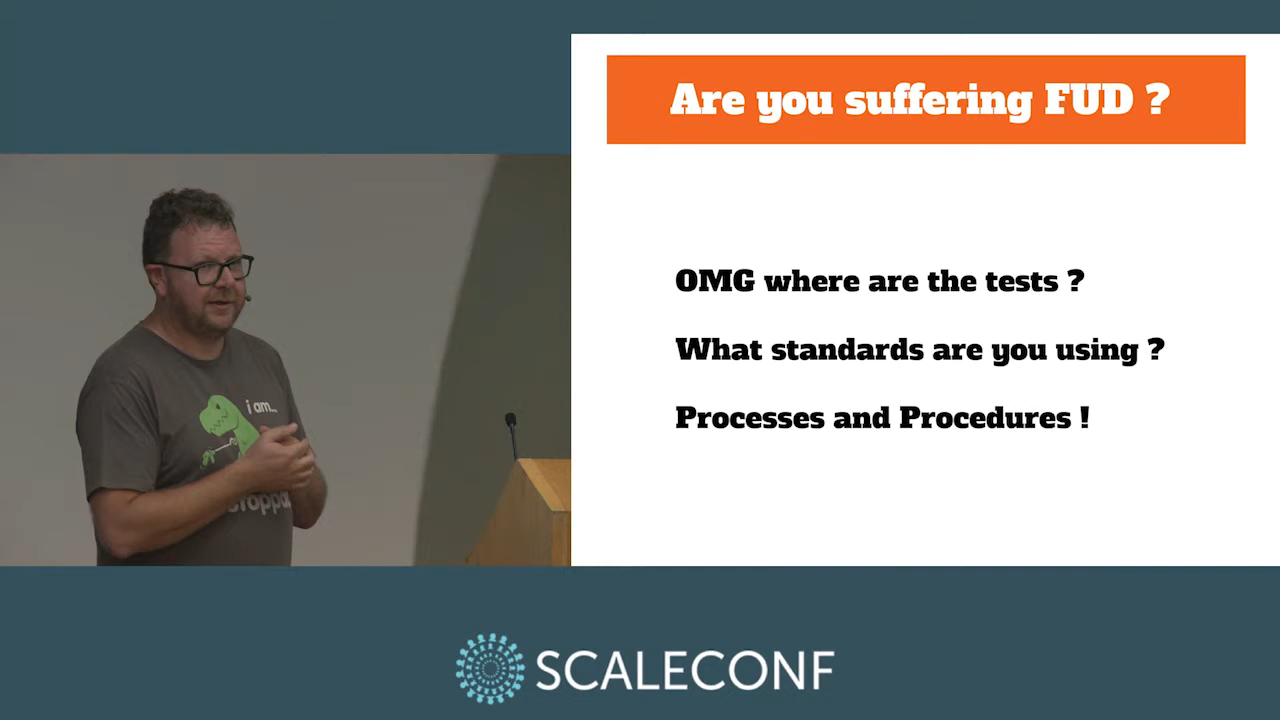 Are you suffering FUD ?
OMG where are the tests ?
What standards are you using ?
Processes and Procedures !
i am...
SCALECONF